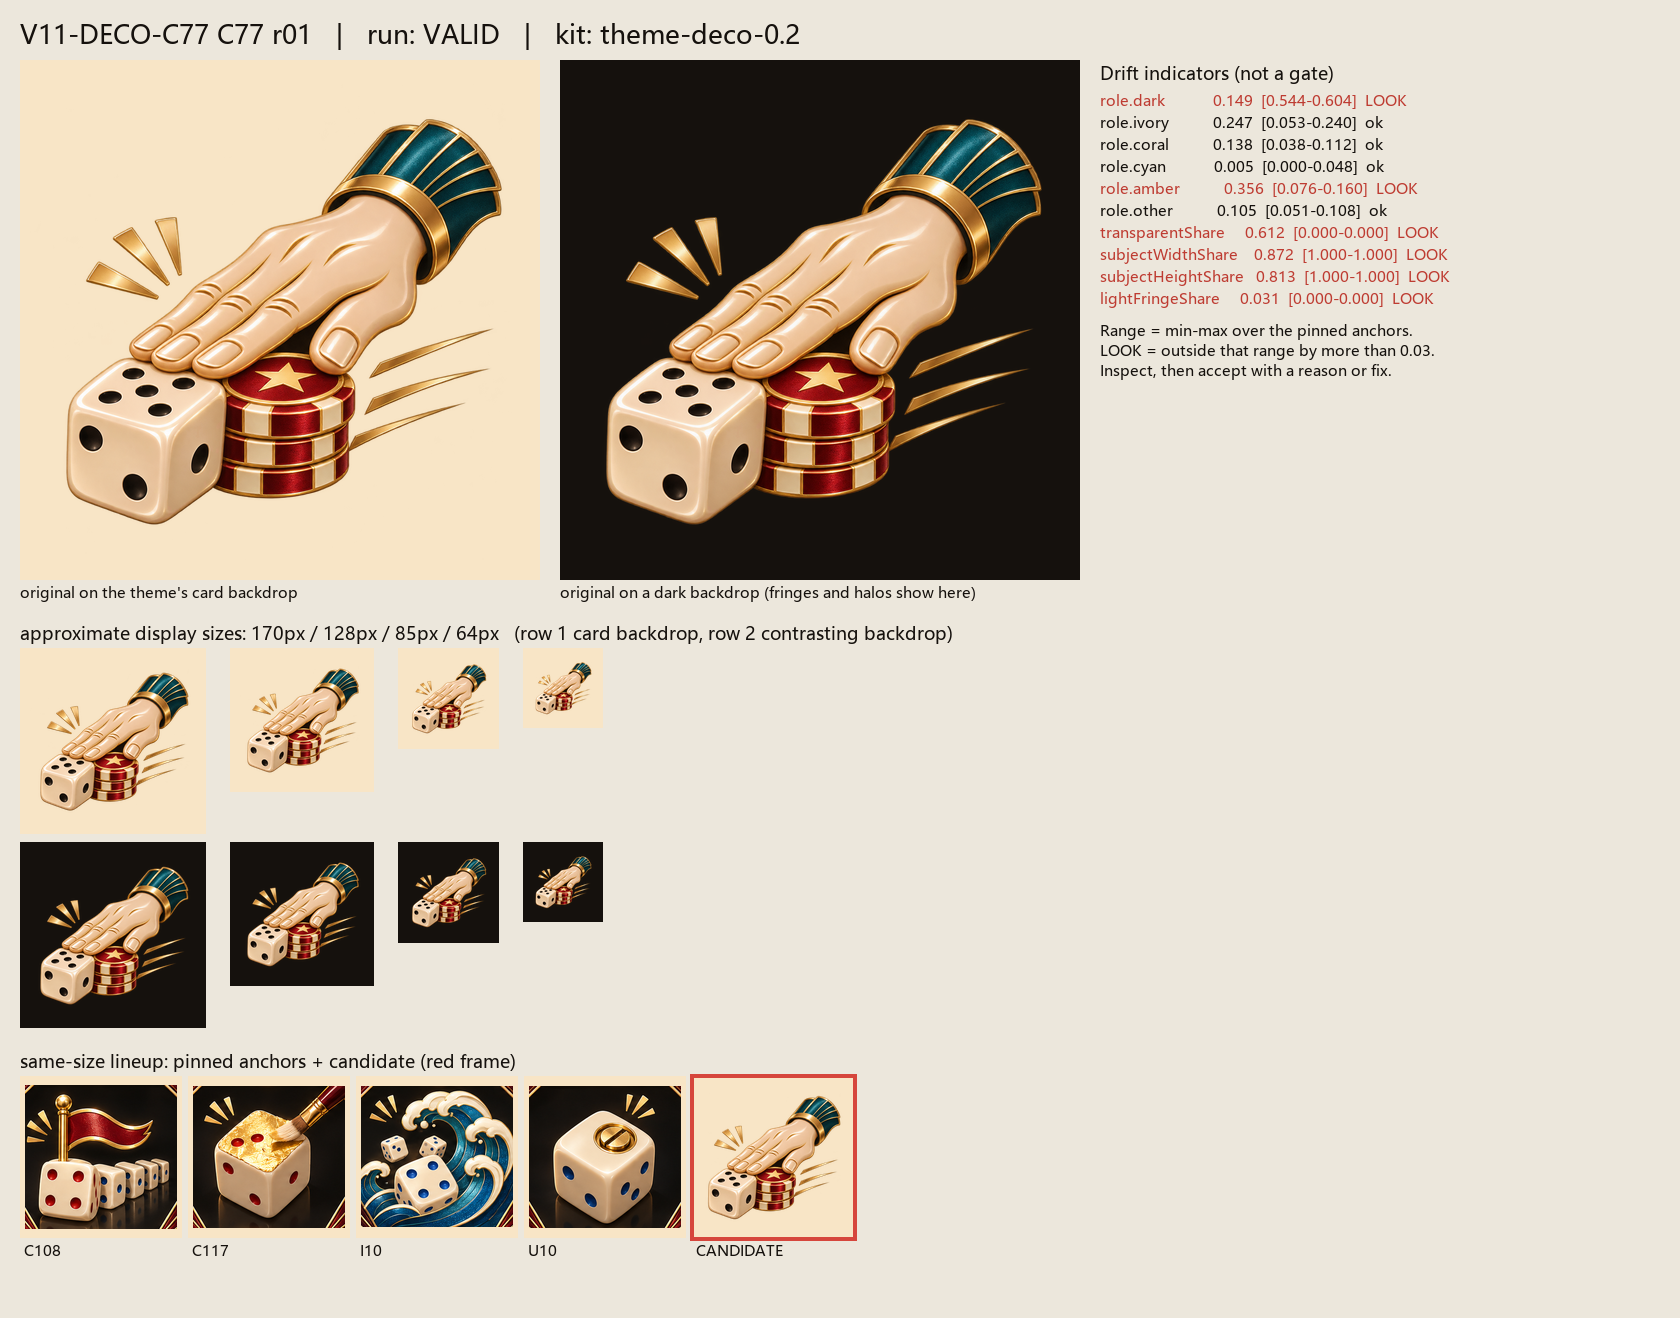 V11-DECO-C77 C77 r01 | run: VALID | kit: theme-deco-0.2
Drift indicators (not a gate)
role.dark 0.149 [0.544-0.604] LOOK
role.ivory 0.247 [0.053-0.240] ok
role.coral 0.138 [0.038-0.112] ok
role.cyan 0.005 [0.000-0.048] ok
role.amber 0.356 [0.076-0.160] LOOK
role.other 0.105 [0.051-0.108] ok
transparentShare 0.612 [0.000-0.000] LOOK
subjectWidthShare 0.872 [1.000-1.000] LOOK
subjectHeightShare 0.813 [1.000-1.000] LOOK
lightFringeShare 0.031 [0.000-0.000] LOOK
Range = min-max over the pinned anchors.
LOOK = outside that range by more than 0.03.
Inspect, then accept with a reason or fix.
original on the theme's card backdrop
original on a dark backdrop (fringes and halos show here)
approximate display sizes: 170px / 128px / 85px / 64px (row 1 card backdrop, row 2 contrasting backdrop)
same-size lineup: pinned anchors + candidate (red frame)
C108
C117
I10
U10
CANDIDATE